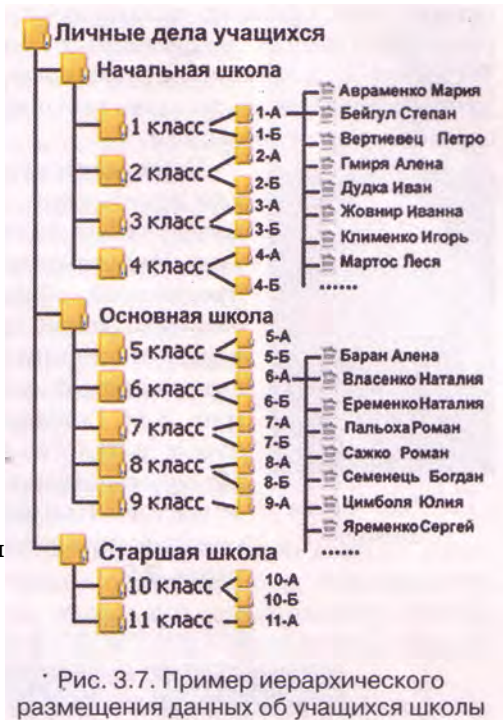 Личные дела учащихся
Начальная школа
1 класс
1-А
1-Б
2 класс
2-А
2-Б
3 класс
3-А
3-Б
4 класс
4-А
4-Б
Авраменко Мария
Бейгул Степан
Вертиевец Петро
Гмиря Алена
Дудка Иван
Жовнир Иванна
Клименко Игорь
Мартос Леся
......
Основная школа
5 класс
5-А
5-Б
6 класс
6-А
6-Б
7 класс
7-А
7-Б
8 класс
8-А
8-Б
9 класс
9-А
Баран Алена
Власенко Наталия
Еременко Наталия
Пальоха Роман
Сажко Роман
Семенець Богдан
Цимболя Юлия
Яременко Сергей
......
Старшая школа
10 класс
10-А
10-Б
11 класс
11-А
Рис. 3.7. Пример иерархического
размещения данных об учащихся школы